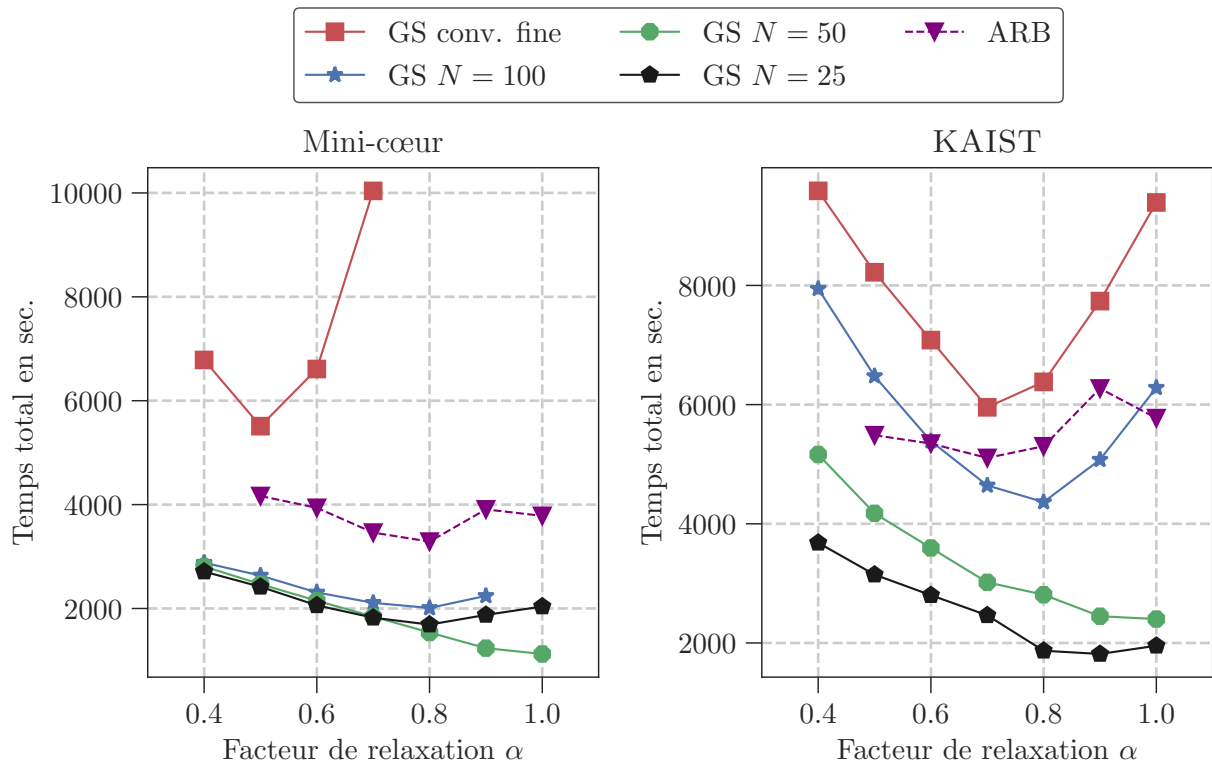 GS conv. fine
GS N = 100
GS N = 50
GS N = 25
ARB
Mini-cœur
Temps total en sec.
10000
8000
6000
4000
2000
0.4 0.6 0.8 1.0
Facteur de relaxation α
KAIST
Temps total en sec.
8000
6000
4000
2000
0.4 0.6 0.8 1.0
Facteur de relaxation α